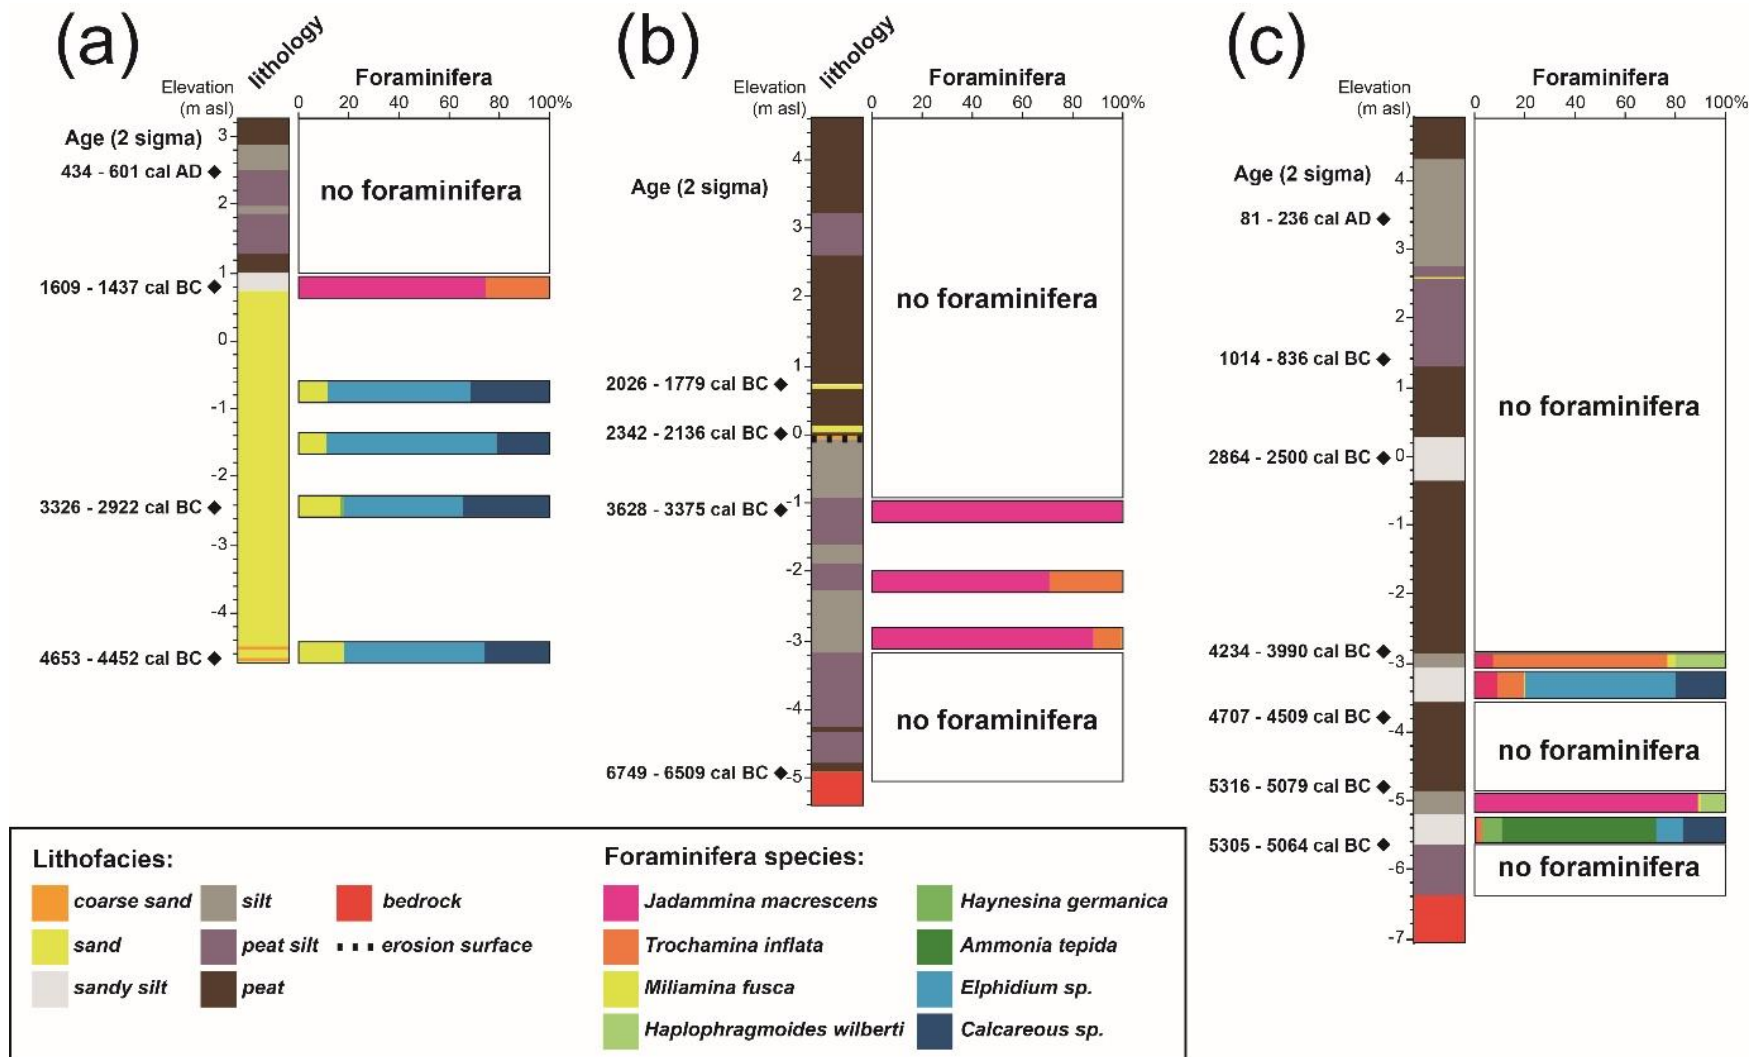 (a)
lithology
Elevation
(m asl)
Foraminifera
0 20 40 60 80 100%
Age (2 sigma)
434 - 601 cal AD
1609 - 1437 cal BC
3326 - 2922 cal BC
4653 - 4452 cal BC
3
2
1
0
-1
-2
-3
-4
no foraminifera
(b)
lithology
Elevation
(m asl)
Foraminifera
0 20 40 60 80 100%
Age (2 sigma)
2026 - 1779 cal BC
2342 - 2136 cal BC
3628 - 3375 cal BC
6749 - 6509 cal BC
4
3
2
1
0
-1
-2
-3
-4
-5
no foraminifera
no foraminifera
(c)
Elevation
(m asl)
Foraminifera
0 20 40 60 80 100%
Age (2 sigma)
81 - 236 cal AD
1014 - 836 cal BC
2864 - 2500 cal BC
4234 - 3990 cal BC
4707 - 4509 cal BC
5316 - 5079 cal BC
5305 - 5064 cal BC
4
3
2
1
0
-1
-2
-3
-4
-5
-6
-7
no foraminifera
no foraminifera
no foraminifera
Lithofacies:
coarse sand
sand
sandy silt
silt
peat silt
peat
bedrock
erosion surface
Foraminifera species:
Jadammina macrescens
Trochamina inflata
Miliamina fusca
Haplophragmoides wilberti
Haynesina germanica
Ammonia tepida
Elphidium sp.
Calcareous sp.